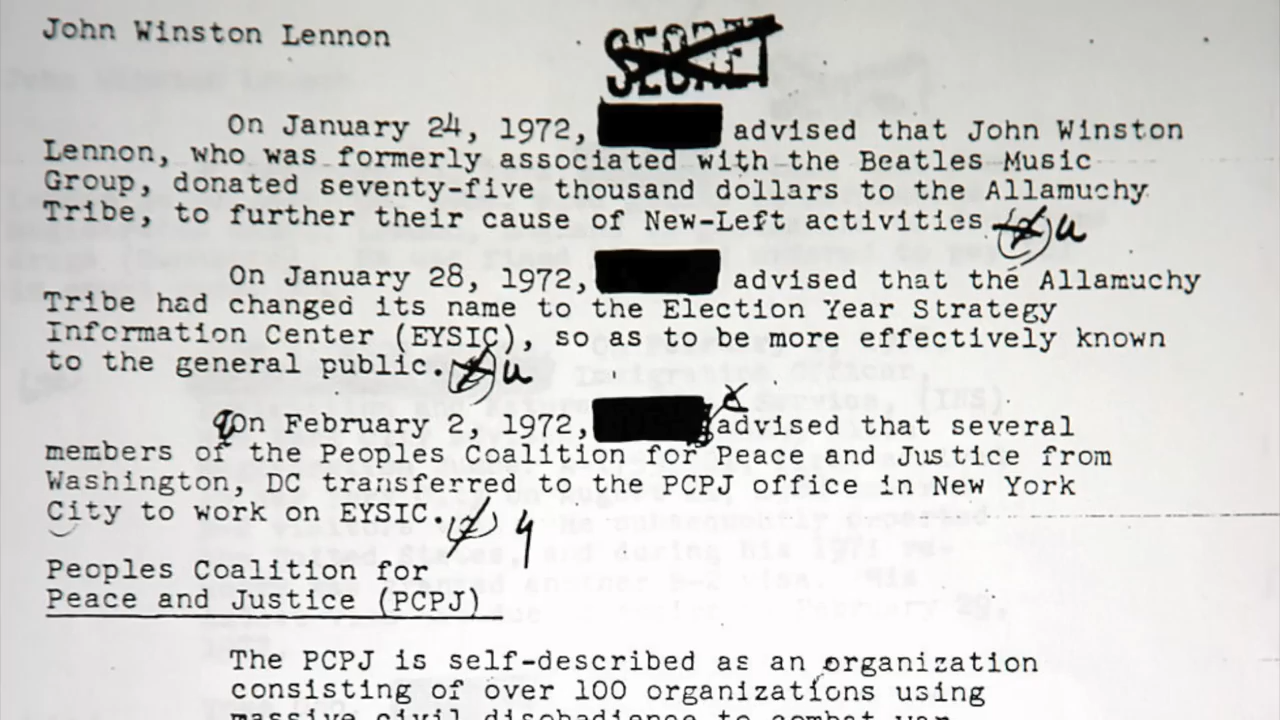 John Winston Lennon
SECRET
On January 24, 1972, advised that John Winston
Lennon, who was formerly associated with the Beatles Music
Group, donated seventy-five thousand dollars to the Allamuchy
Tribe, to further their cause of New-Left activities. u
On January 28, 1972, advised that the Allamuchy
Tribe had changed its name to the Election Year Strategy
Information Center (EYSIC), so as to be more effectively known
to the general public. u
On February 2, 1972, advised that several
members of the Peoples Coalition for Peace and Justice from
Washington, DC transferred to the PCPJ office in New York
City to work on EYSIC.
Peoples Coalition for
Peace and Justice (PCPJ)
The PCPJ is self-described as an organization
consisting of over 100 organizations using
massive civil disobedience to combat war